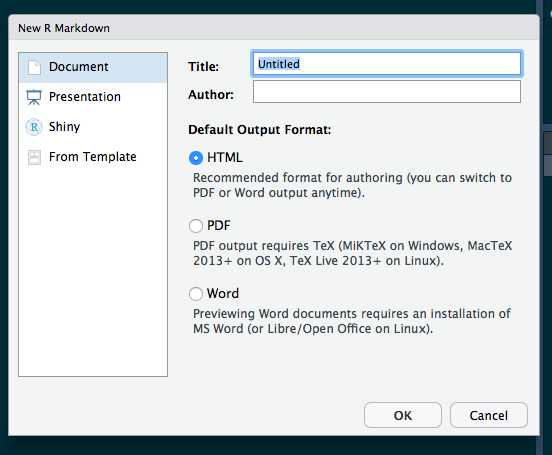 New R Markdown
Document
Presentation
R Shiny
From Template
Title: Untitled
Author:
Default Output Format:
HTML
Recommended format for authoring (you can switch to
PDF or Word output anytime).
PDF
PDF output requires TeX (MiKTeX on Windows, MacTeX
2013+ on OS X, TeX Live 2013+ on Linux).
Word
Previewing Word documents requires an installation of
MS Word (or Libre/Open Office on Linux).
OK Cancel